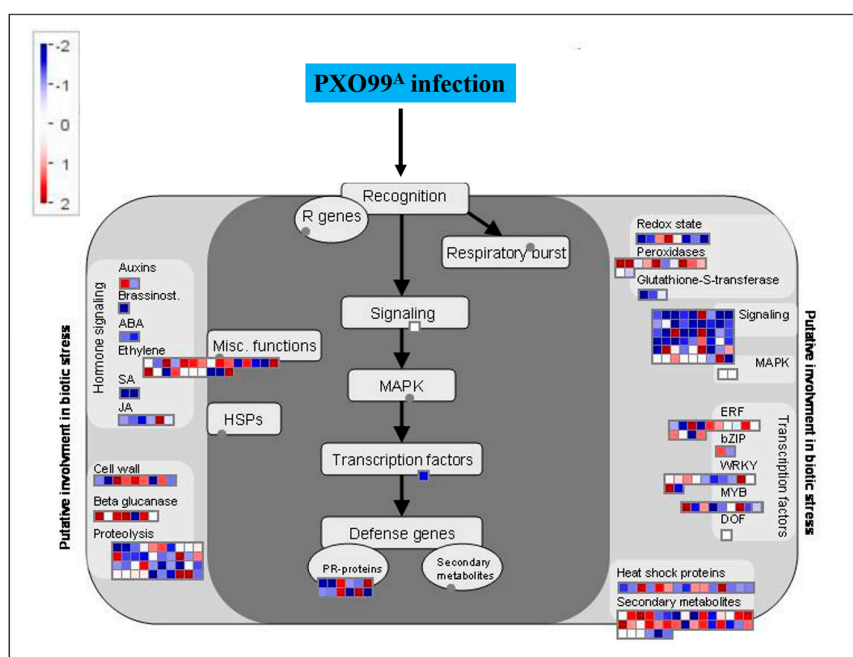 -2
-1
0
1
2
PXO99ᴬ infection
Recognition
R genes
Respiratory burst
Signaling
Misc. functions
MAPK
HSPs
Transcription factors
Defense genes
PR-proteins
Secondary
metabolites
Putative involvment in biotic stress
Hormone signaling
Auxins
Brassinost.
ABA
Ethylene
SA
JA
Cell wall
Beta glucanase
Proteolysis
Redox state
Peroxidases
Glutathione-S-transferase
Signaling
MAPK
ERF
bZIP
WRKY
MYB
DOF
Transcription factors
Putative involvment in biotic stress
Heat shock proteins
Secondary metabolites